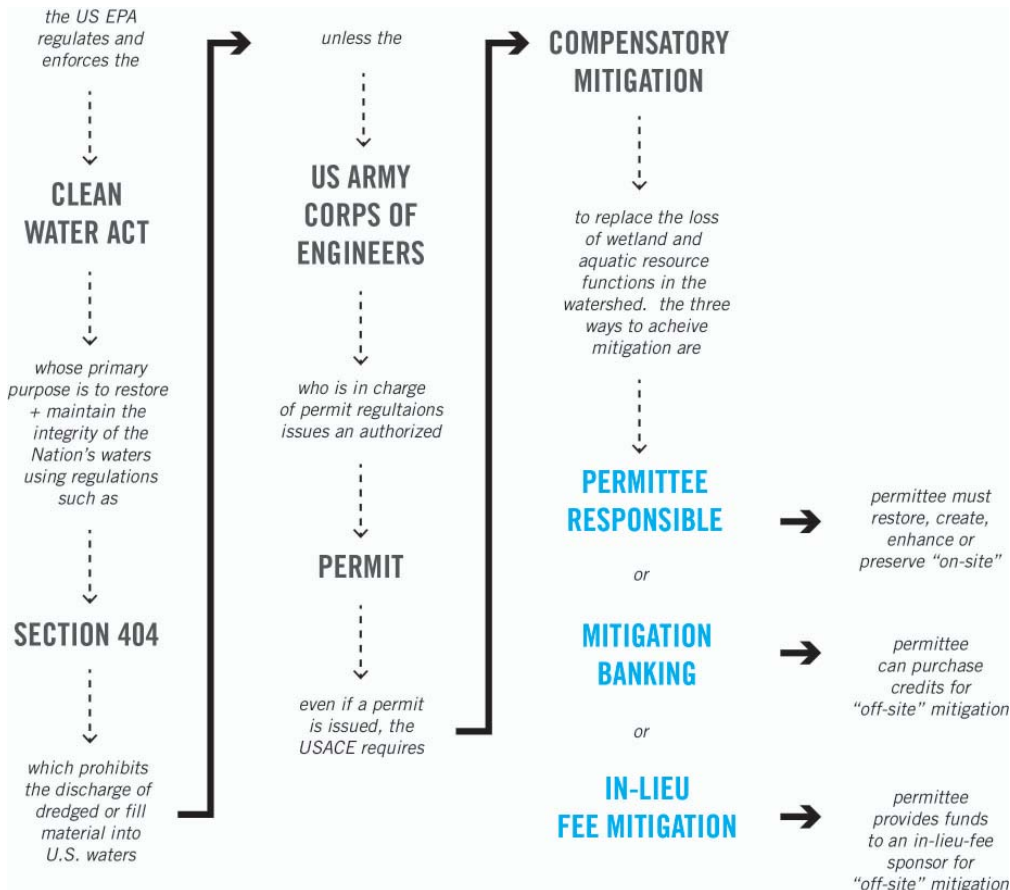 the US EPA
regulates and
enforces the
CLEAN
WATER ACT
whose primary
purpose is to restore
+ maintain the
integrity of the
Nation's waters
using regulations
such as
SECTION 404
which prohibits
the discharge of
dredged or fill
material into
U.S. waters
unless the
US ARMY
CORPS OF
ENGINEERS
who is in charge
of permit regultaions
issues an authorized
PERMIT
even if a permit
is issued, the
USACE requires
COMPENSATORY
MITIGATION
to replace the loss
of wetland and
aquatic resource
functions in the
watershed.  the three
ways to acheive
mitigation are
PERMITTEE
RESPONSIBLE
permittee must
restore, create,
enhance or
preserve “on-site”
or
MITIGATION
BANKING
permittee
can purchase
credits for
“off-site” mitigation
or
IN-LIEU
FEE MITIGATION
permittee
provides funds
to an in-lieu-fee
sponsor for
“off-site” mitigation